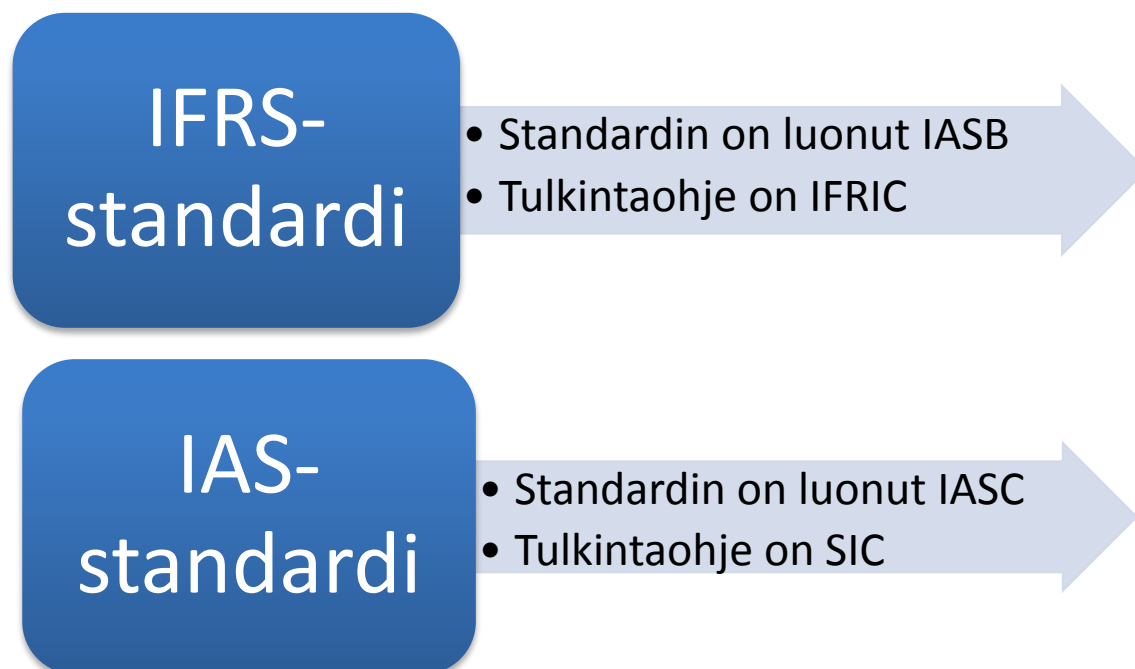 IFRS-
standardi
• Standardin on luonut IASB
• Tulkintaohje on IFRIC
IAS-
standardi
• Standardin on luonut IASC
• Tulkintaohje on SIC